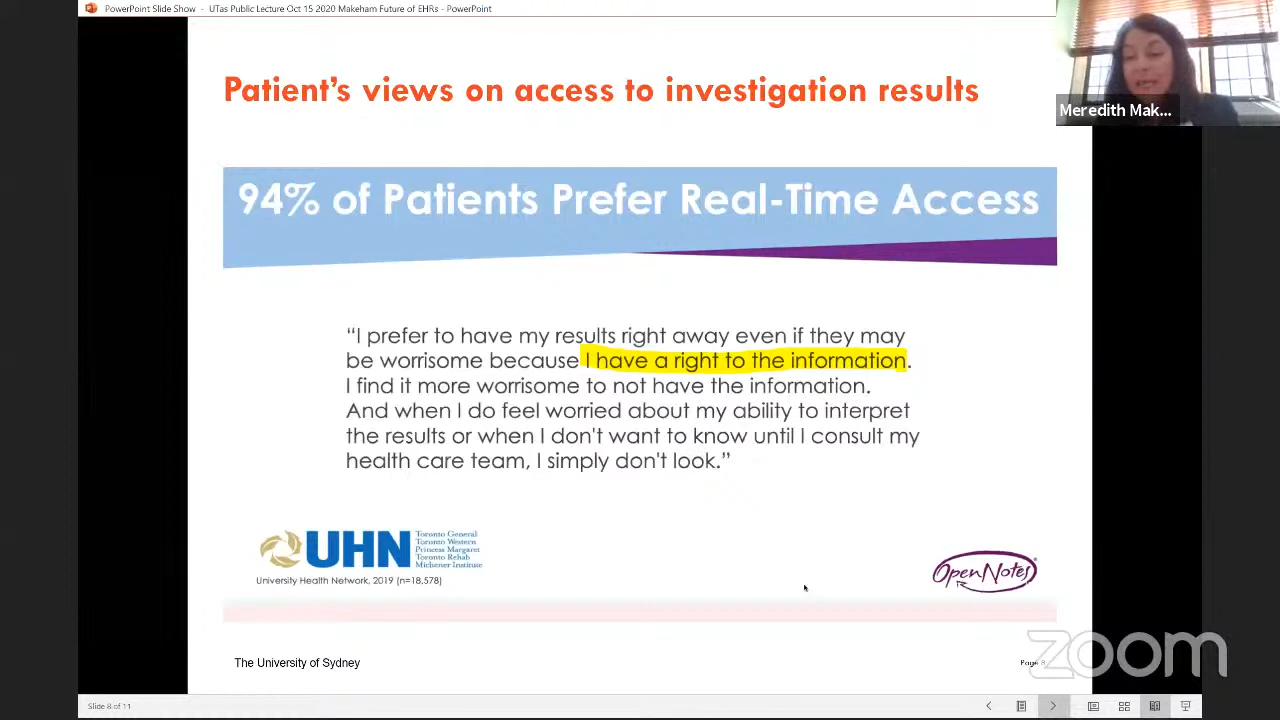 PowerPoint Slide Show - UTas Public Lecture Oct 15 2020 Makeham Future of EHRs - PowerPoint
Meredith Mak...
Patient's views on access to investigation results
94% of Patients Prefer Real-Time Access
“I prefer to have my results right away even if they may
be worrisome because I have a right to the information.
I find it more worrisome to not have the information.
And when I do feel worried about my ability to interpret
the results or when I don't want to know until I consult my
health care team, I simply don't look.”
UHN
Toronto General
Toronto Western
Princess Margaret
Toronto Rehab
Michener Institute
University Health Network, 2019 (n=18,578)
OpenNotes
The University of Sydney
Page 8
zoom
Slide 8 of 11